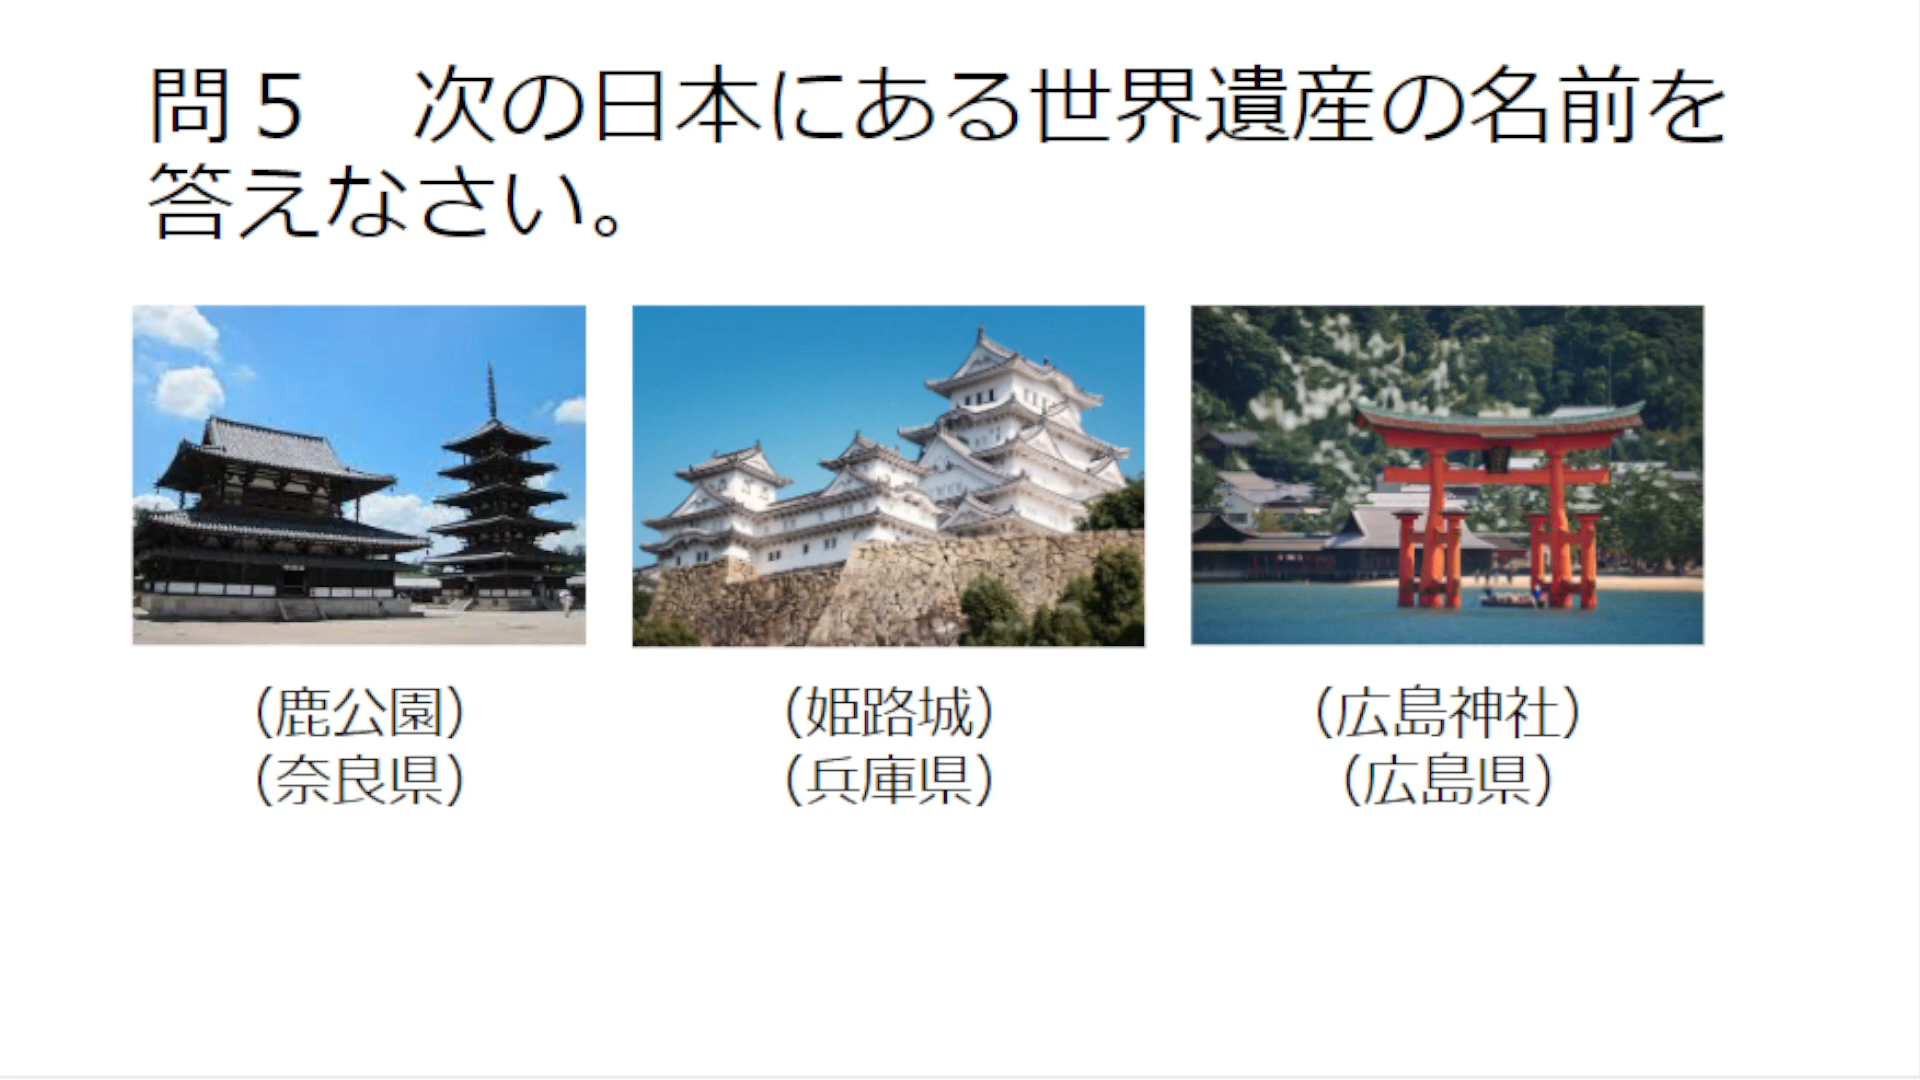 問５　次の日本にある世界遺産の名前を
答えなさい。
（鹿公園）
（奈良県）
（姫路城）
（兵庫県）
（広島神社）
（広島県）